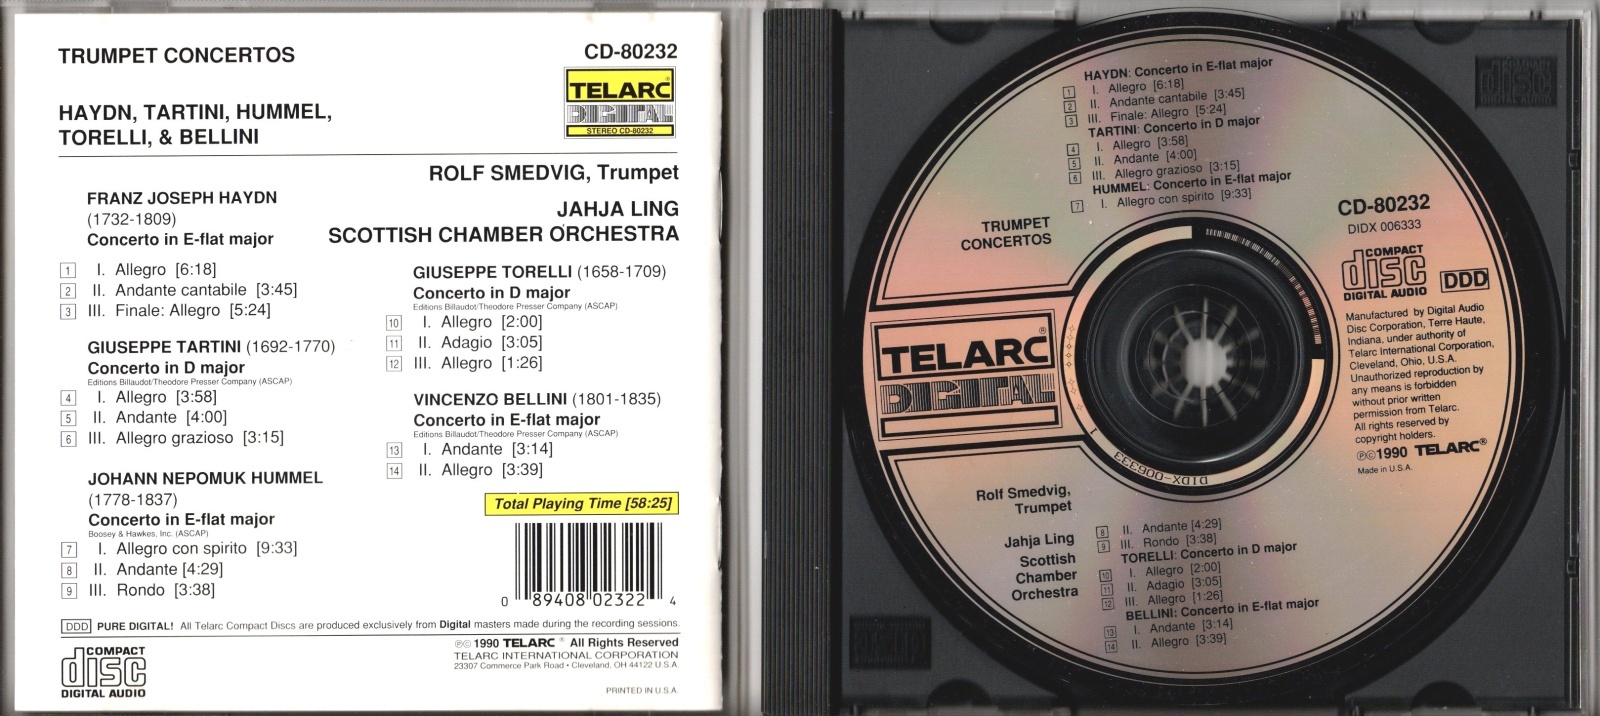 TRUMPET CONCERTOS
CD-80232
TELARC
DIGITAL
STEREO CD-80232
HAYDN, TARTINI, HUMMEL,
TORELLI, & BELLINI
ROLF SMEDVIG, Trumpet
JAHJA LING
SCOTTISH CHAMBER ORCHESTRA
FRANZ JOSEPH HAYDN
(1732-1809)
Concerto in E-flat major
1 I. Allegro [6:18]
2 II. Andante cantabile [3:45]
3 III. Finale: Allegro [5:24]
GIUSEPPE TARTINI (1692-1770)
Concerto in D major
Editions Billaudot/Theodore Presser Company (ASCAP)
4 I. Allegro [3:58]
5 II. Andante [4:00]
6 III. Allegro grazioso [3:15]
JOHANN NEPOMUK HUMMEL
(1778-1837)
Concerto in E-flat major
Boosey & Hawkes, Inc. (ASCAP)
7 I. Allegro con spirito [9:33]
8 II. Andante [4:29]
9 III. Rondo [3:38]
GIUSEPPE TORELLI (1658-1709)
Concerto in D major
Editions Billaudot/Theodore Presser Company (ASCAP)
10 I. Allegro [2:00]
11 II. Adagio [3:05]
12 III. Allegro [1:26]
VINCENZO BELLINI (1801-1835)
Concerto in E-flat major
Editions Billaudot/Theodore Presser Company (ASCAP)
13 I. Andante [3:14]
14 II. Allegro [3:39]
Total Playing Time [58:25]
0 89408 02322 4
DDD PURE DIGITAL! All Telarc Compact Discs are produced exclusively from Digital masters made during the recording sessions.
COMPACT
disc
DIGITAL AUDIO
℗© 1990 TELARC® All Rights Reserved
TELARC INTERNATIONAL CORPORATION
23307 Commerce Park Road • Cleveland, OH 44122 U.S.A.
PRINTED IN U.S.A.
HAYDN: Concerto in E-flat major
1 I. Allegro [6:18]
2 II. Andante cantabile [3:45]
3 III. Finale: Allegro [5:24]
TARTINI: Concerto in D major
4 I. Allegro [3:58]
5 II. Andante [4:00]
6 III. Allegro grazioso [3:15]
HUMMEL: Concerto in E-flat major
7 I. Allegro con spirito [9:33]
TRUMPET
CONCERTOS
TELARC®
DIGITAL
CD-80232
DIDX 006333
COMPACT
disc
DIGITAL AUDIO
DDD
Manufactured by Digital Audio
Disc Corporation, Terre Haute,
Indiana, under authority of
Telarc International Corporation,
Cleveland, Ohio, U.S.A.
Unauthorized reproduction by
any means is forbidden
without prior written
permission from Telarc.
All rights reserved by
copyright holders.
℗©1990 TELARC®
Made in U.S.A.
DIDX-006333
1
Rolf Smedvig,
Trumpet
Jahja Ling
Scottish
Chamber
Orchestra
8 II. Andante [4:29]
9 III. Rondo [3:38]
TORELLI: Concerto in D major
10 I. Allegro [2:00]
11 II. Adagio [3:05]
12 III. Allegro [1:26]
BELLINI: Concerto in E-flat major
13 I. Andante [3:14]
14 II. Allegro [3:39]
COMPACT
disc
DIGITAL AUDIO